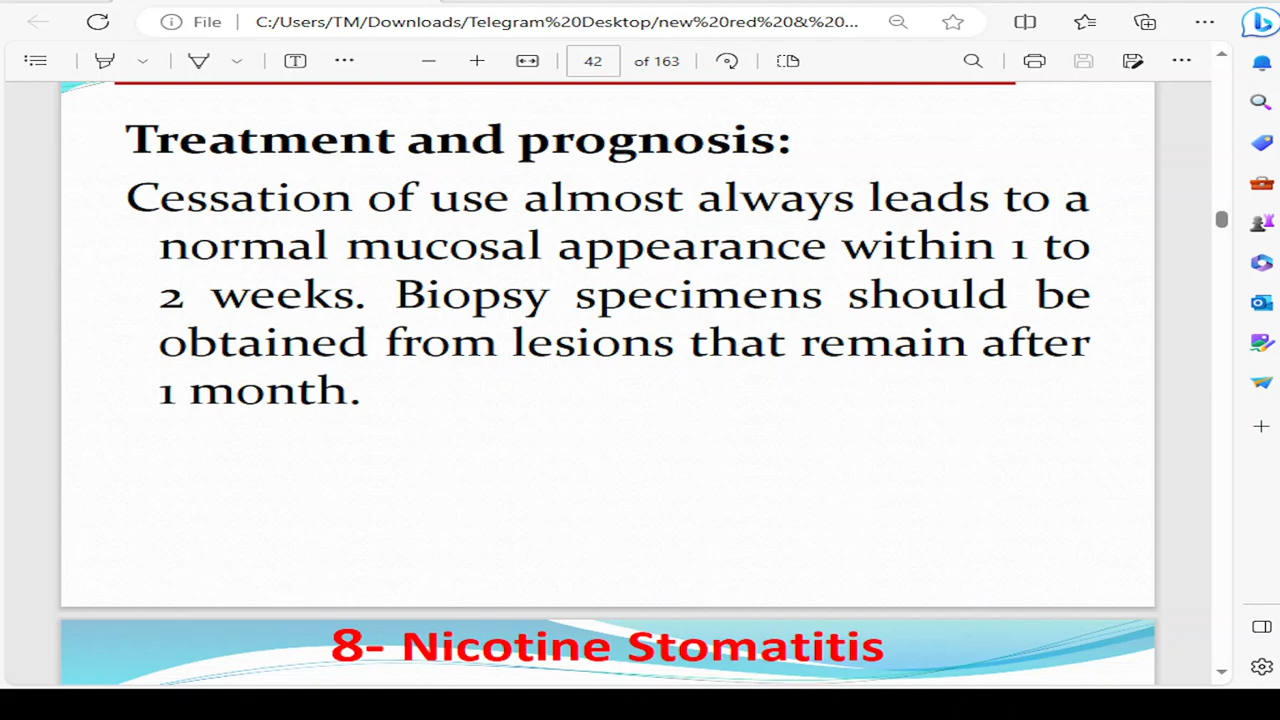 File
C:/Users/TM/Downloads/Telegram%20Desktop/new%20red%20&%20...
42 of 163
Treatment and prognosis:
Cessation of use almost always leads to a
normal mucosal appearance within 1 to
2 weeks. Biopsy specimens should be
obtained from lesions that remain after
1 month.
8- Nicotine Stomatitis